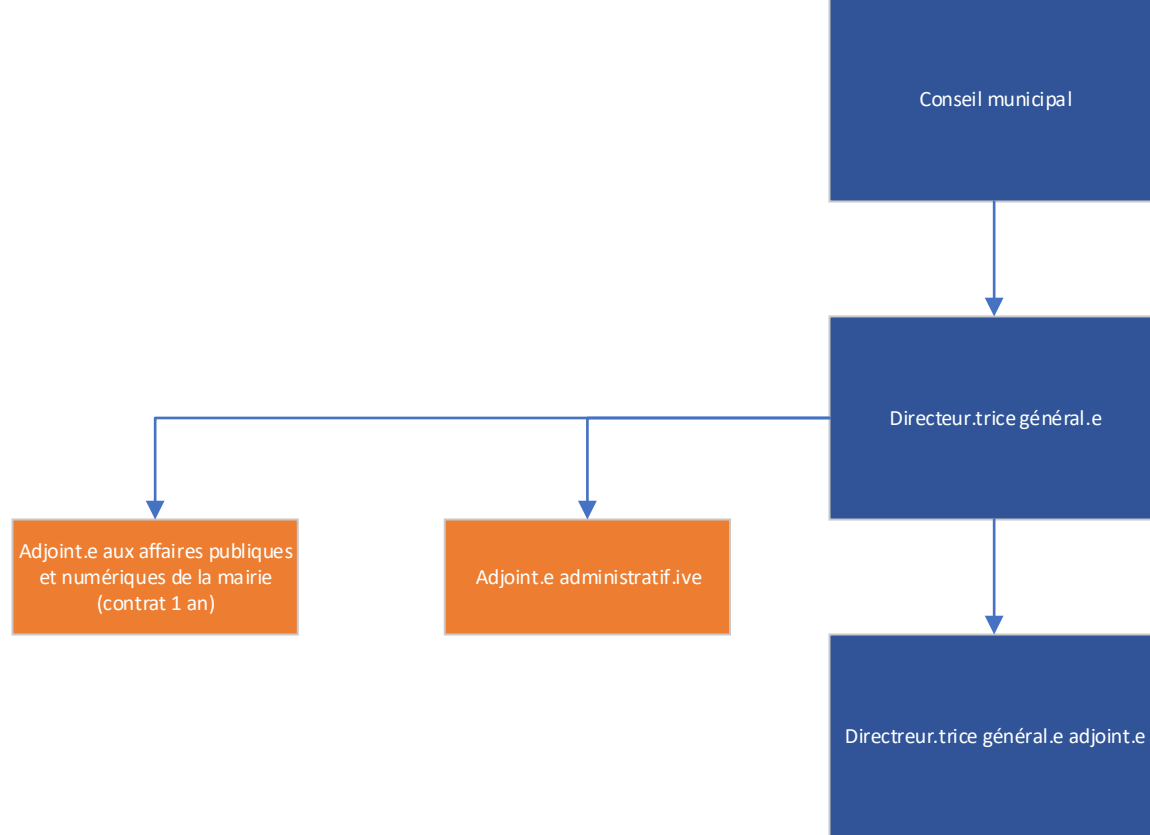 Conseil municipal
Directeur.trice général.e
Adjoint.e aux affaires publiques
et numériques de la mairie
(contrat 1 an)
Adjoint.e administratif.ive
Directreur.trice général.e adjoint.e